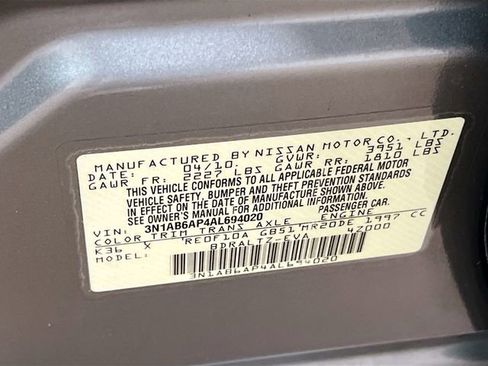 MANUFACTURED BY NISSAN MOTOR CO., LTD.
DATE: 04/10. GVWR: 3951 LBS
GAWR FR: 2227 LBS GAWR RR: 1810 LBS
THIS VEHICLE CONFORMS TO ALL APPLICABLE FEDERAL MOTOR
VEHICLE SAFETY, BUMPER, AND THEFT PREVENTION STANDARDS
IN EFFECT ON THE DATE OF MANUFACTURE SHOWN ABOVE.
SEE OWNER'S MANUAL FOR ADDITIONAL INFORMATION.
VIN: 3N1AB6AP4AL694020 PASSENGER CAR
COLOR TRIM TRANS AXLE ENGINE
K36 X RE0F10A GB51 MR20DE 1997 CC
BDRALTZ-EVA 4Z000
3N1AB6AP4AL694020